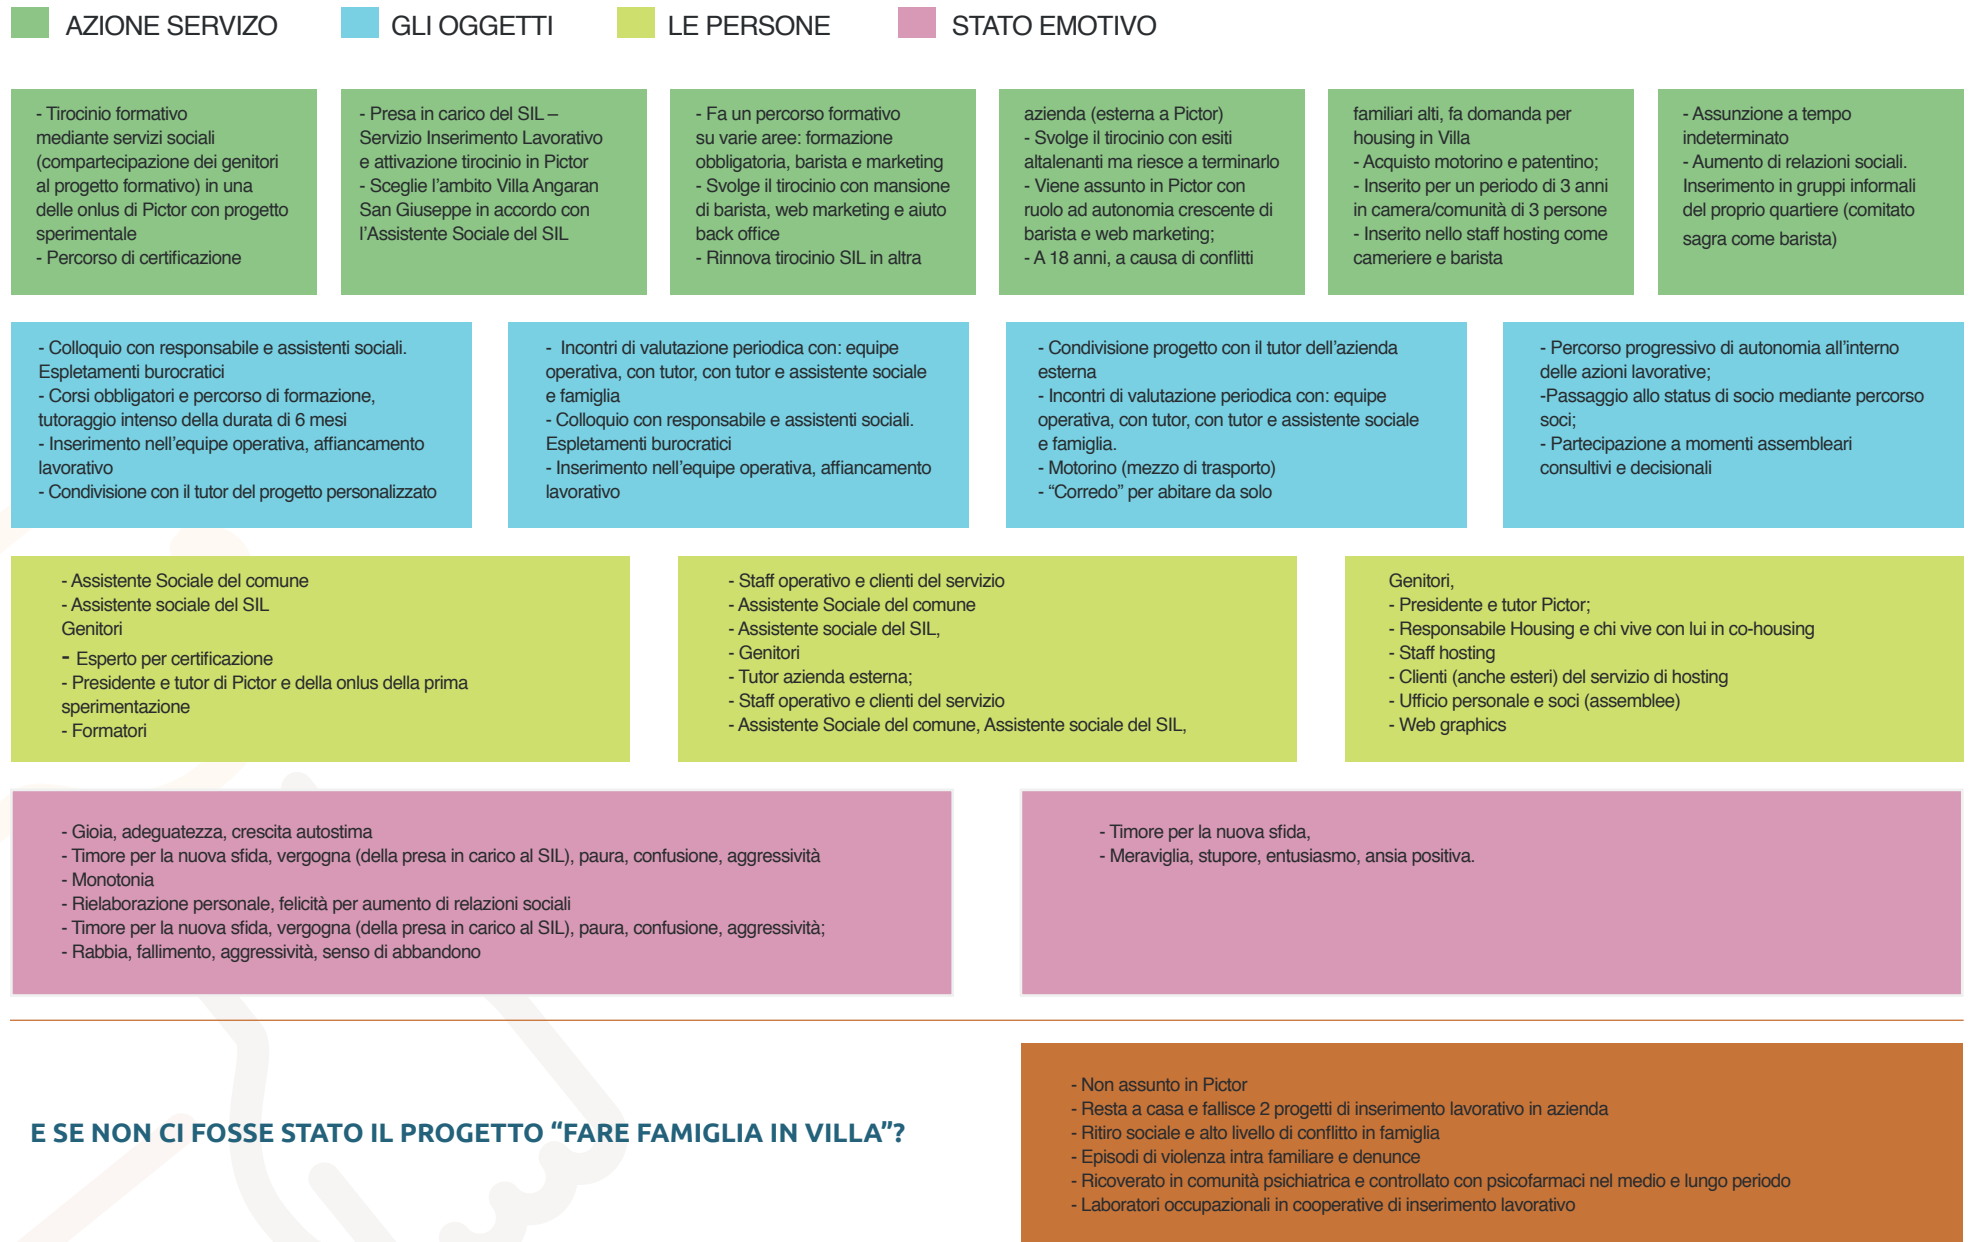 AZIONE SERVIZO
GLI OGGETTI
LE PERSONE
STATO EMOTIVO
- Tirocinio formativo
mediante servizi sociali
(compartecipazione dei genitori
al progetto formativo) in una
delle onlus di Pictor con progetto
sperimentale
- Percorso di certificazione
- Presa in carico del SIL –
Servizio Inserimento Lavorativo
e attivazione tirocinio in Pictor
- Sceglie l’ambito Villa Angaran
San Giuseppe in accordo con
l’Assistente Sociale del SIL
- Fa un percorso formativo
su varie aree: formazione
obbligatoria, barista e marketing
- Svolge il tirocinio con mansione
di barista, web marketing e aiuto
back office
- Rinnova tirocinio SIL in altra
azienda (esterna a Pictor)
- Svolge il tirocinio con esiti
altalenanti ma riesce a terminarlo
- Viene assunto in Pictor con
ruolo ad autonomia crescente di
barista e web marketing;
- A 18 anni, a causa di conflitti
familiari alti, fa domanda per
housing in Villa
- Acquisto motorino e patentino;
- Inserito per un periodo di 3 anni
in camera/comunità di 3 persone
- Inserito nello staff hosting come
cameriere e barista
- Assunzione a tempo
indeterminato
- Aumento di relazioni sociali.
Inserimento in gruppi informali
del proprio quartiere (comitato
sagra come barista)
- Colloquio con responsabile e assistenti sociali.
Espletamenti burocratici
- Corsi obbligatori e percorso di formazione,
tutoraggio intenso della durata di 6 mesi
- Inserimento nell’equipe operativa, affiancamento
lavorativo
- Condivisione con il tutor del progetto personalizzato
- Incontri di valutazione periodica con: equipe
operativa, con tutor, con tutor e assistente sociale
e famiglia
- Colloquio con responsabile e assistenti sociali.
Espletamenti burocratici
- Inserimento nell’equipe operativa, affiancamento
lavorativo
- Condivisione progetto con il tutor dell’azienda
esterna
- Incontri di valutazione periodica con: equipe
operativa, con tutor, con tutor e assistente sociale
e famiglia.
- Motorino (mezzo di trasporto)
- “Corredo” per abitare da solo
- Percorso progressivo di autonomia all’interno
delle azioni lavorative;
-Passaggio allo status di socio mediante percorso
soci;
- Partecipazione a momenti assembleari
consultivi e decisionali
- Assistente Sociale del comune
- Assistente sociale del SIL
Genitori
- Esperto per certificazione
- Presidente e tutor di Pictor e della onlus della prima
sperimentazione
- Formatori
- Staff operativo e clienti del servizio
- Assistente Sociale del comune
- Assistente sociale del SIL,
- Genitori
- Tutor azienda esterna;
- Staff operativo e clienti del servizio
- Assistente Sociale del comune, Assistente sociale del SIL,
Genitori,
- Presidente e tutor Pictor;
- Responsabile Housing e chi vive con lui in co-housing
- Staff hosting
- Clienti (anche esteri) del servizio di hosting
- Ufficio personale e soci (assemblee)
- Web graphics
- Gioia, adeguatezza, crescita autostima
- Timore per la nuova sfida, vergogna (della presa in carico al SIL), paura, confusione, aggressività
- Monotonia
- Rielaborazione personale, felicità per aumento di relazioni sociali
- Timore per la nuova sfida, vergogna (della presa in carico al SIL), paura, confusione, aggressività;
- Rabbia, fallimento, aggressività, senso di abbandono
- Timore per la nuova sfida,
- Meraviglia, stupore, entusiasmo, ansia positiva.
E SE NON CI FOSSE STATO IL PROGETTO “FARE FAMIGLIA IN VILLA”?
- Non assunto in Pictor
- Resta a casa e fallisce 2 progetti di inserimento lavorativo in azienda
- Ritiro sociale e alto livello di conflitto in famiglia
- Episodi di violenza intra familiare e denunce
- Ricoverato in comunità psichiatrica e controllato con psicofarmaci nel medio e lungo periodo
- Laboratori occupazionali in cooperative di inserimento lavorativo